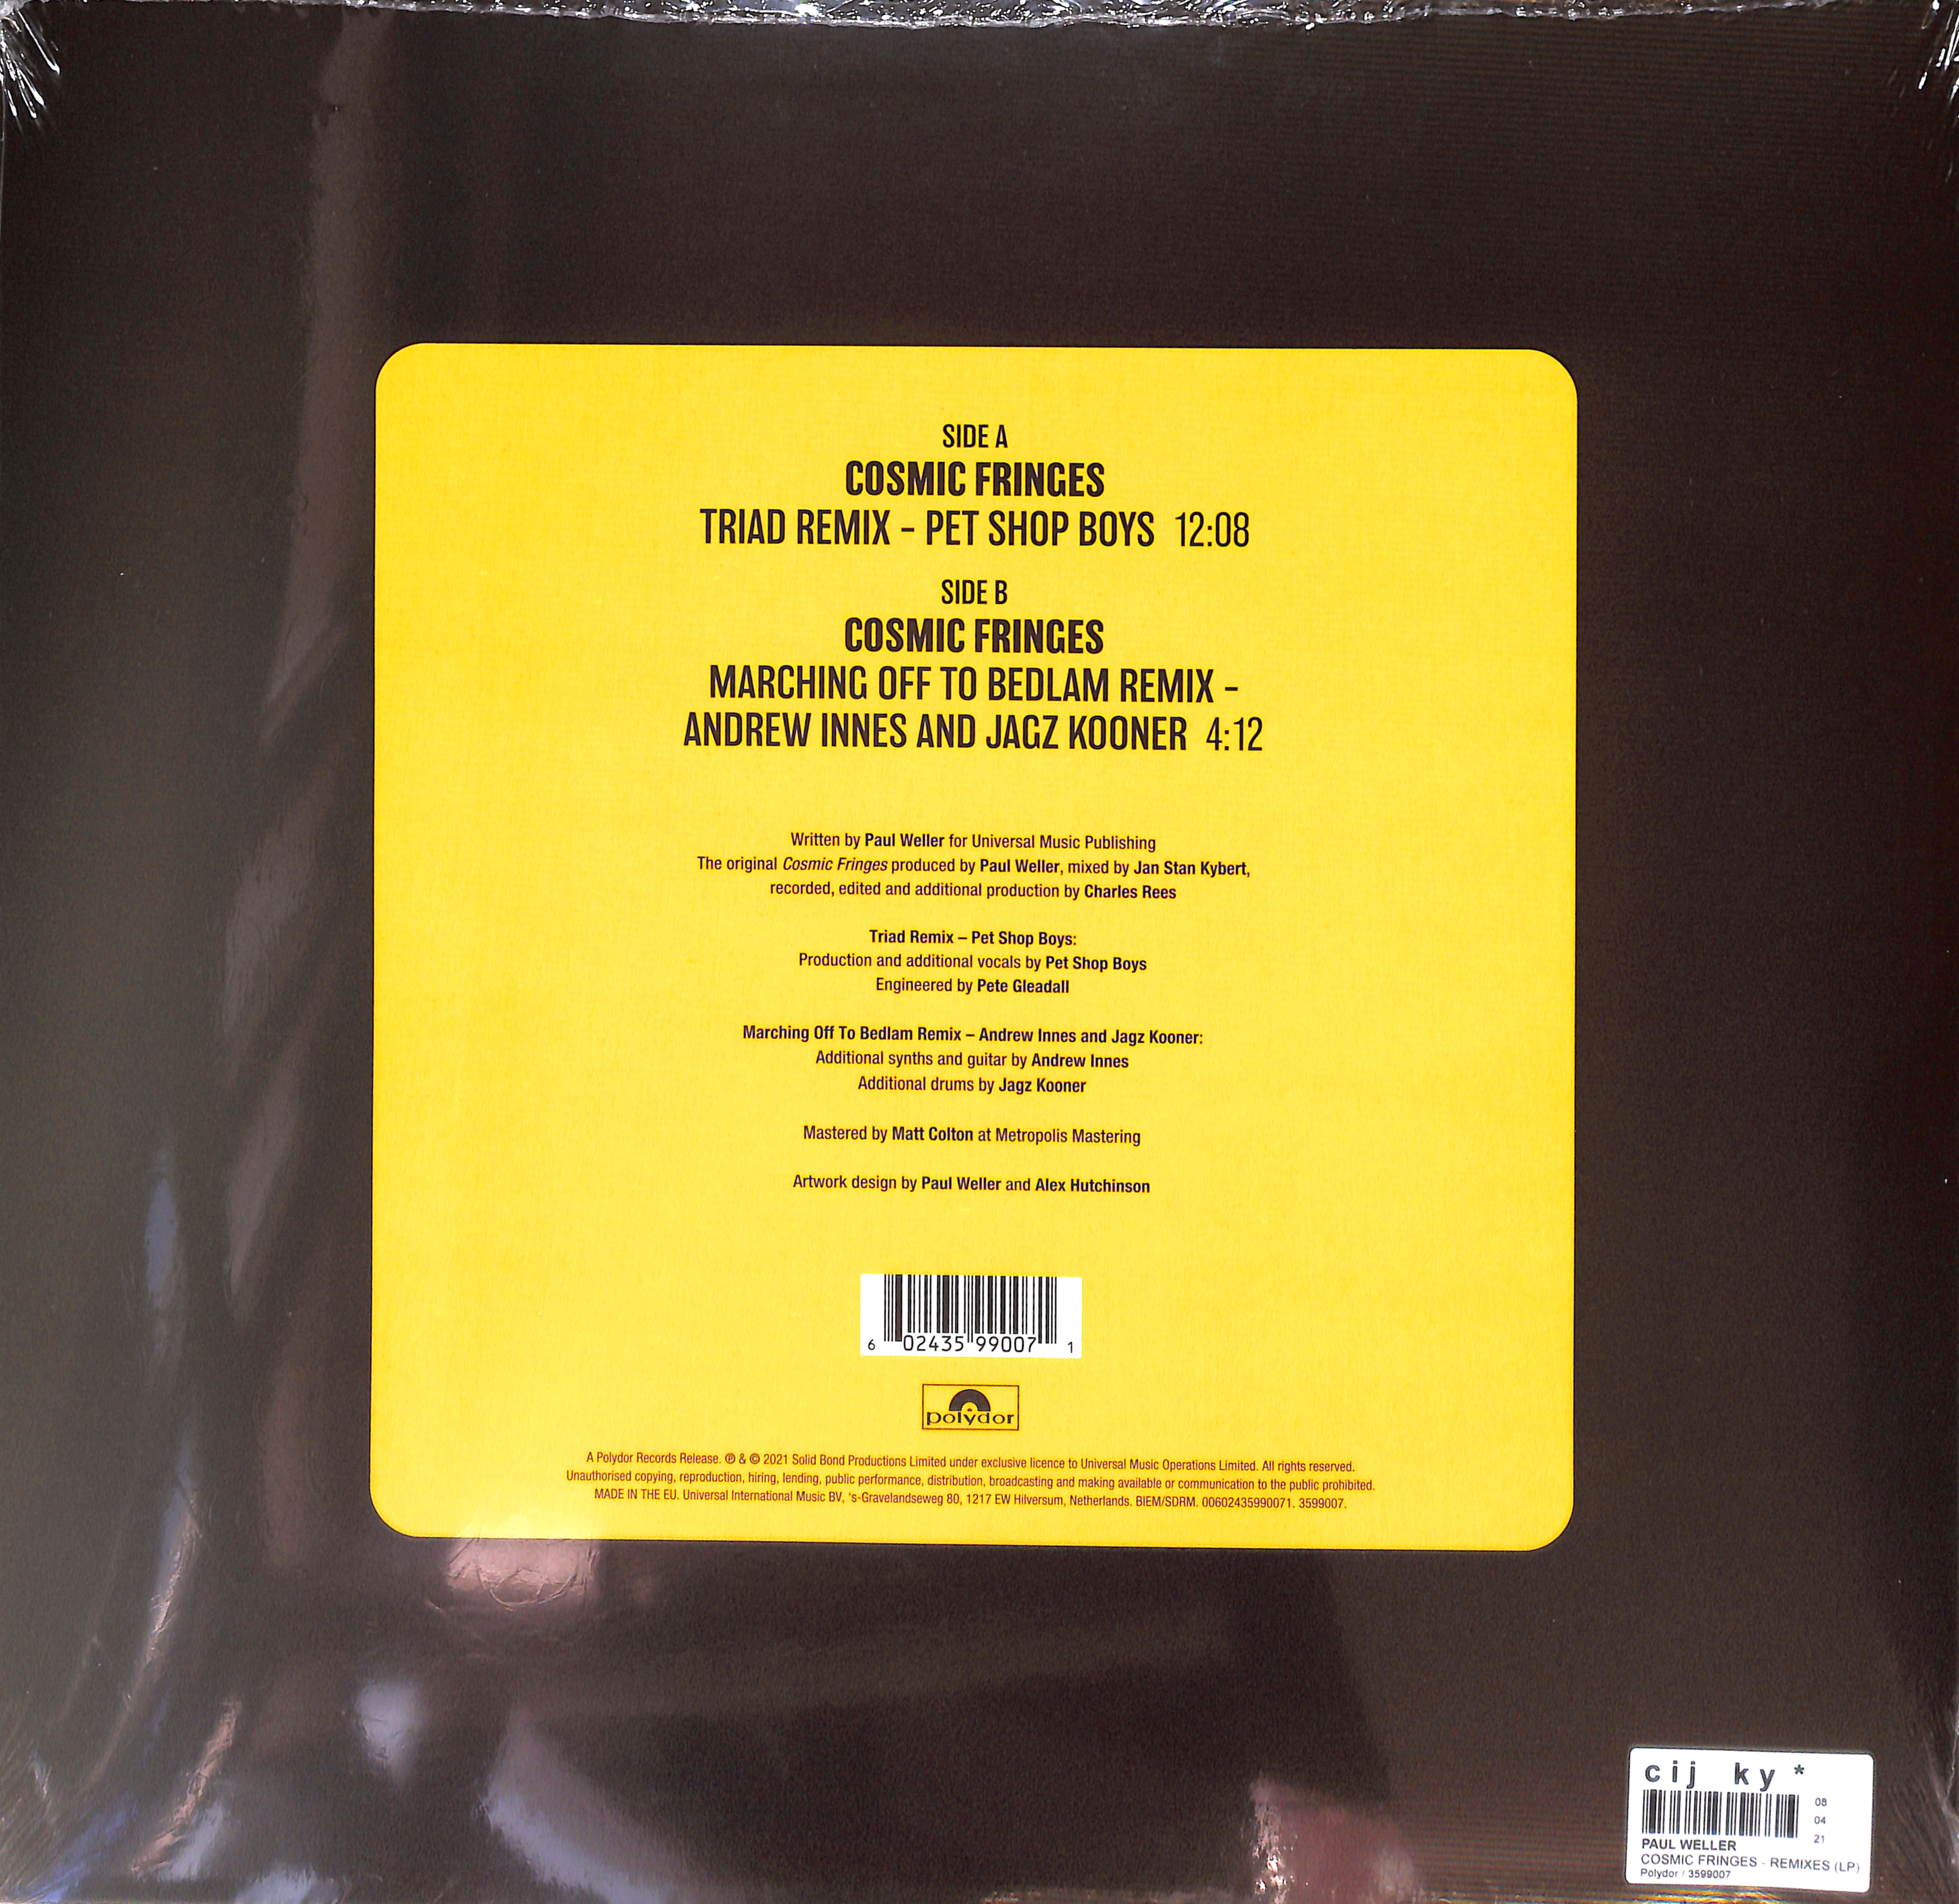 SIDE A
COSMIC FRINGES
TRIAD REMIX – PET SHOP BOYS 12:08
SIDE B
COSMIC FRINGES
MARCHING OFF TO BEDLAM REMIX –
ANDREW INNES AND JAGZ KOONER 4:12
Written by Paul Weller for Universal Music Publishing
The original Cosmic Fringes produced by Paul Weller, mixed by Jan Stan Kybert,
recorded, edited and additional production by Charles Rees
Triad Remix – Pet Shop Boys:
Production and additional vocals by Pet Shop Boys
Engineered by Pete Gleadall
Marching Off To Bedlam Remix – Andrew Innes and Jagz Kooner:
Additional synths and guitar by Andrew Innes
Additional drums by Jagz Kooner
Mastered by Matt Colton at Metropolis Mastering
Artwork design by Paul Weller and Alex Hutchinson
6 02435 99007 1
polydor
A Polydor Records Release. ℗ & © 2021 Solid Bond Productions Limited under exclusive licence to Universal Music Operations Limited. All rights reserved.
Unauthorised copying, reproduction, hiring, lending, public performance, distribution, broadcasting and making available or communication to the public prohibited.
MADE IN THE EU. Universal International Music BV, 's-Gravelandseweg 80, 1217 EW Hilversum, Netherlands. BIEM/SDRM. 00602435990071. 3599007.
cij ky *
08
04
21
PAUL WELLER
COSMIC FRINGES - REMIXES (LP)
Polydor / 3599007